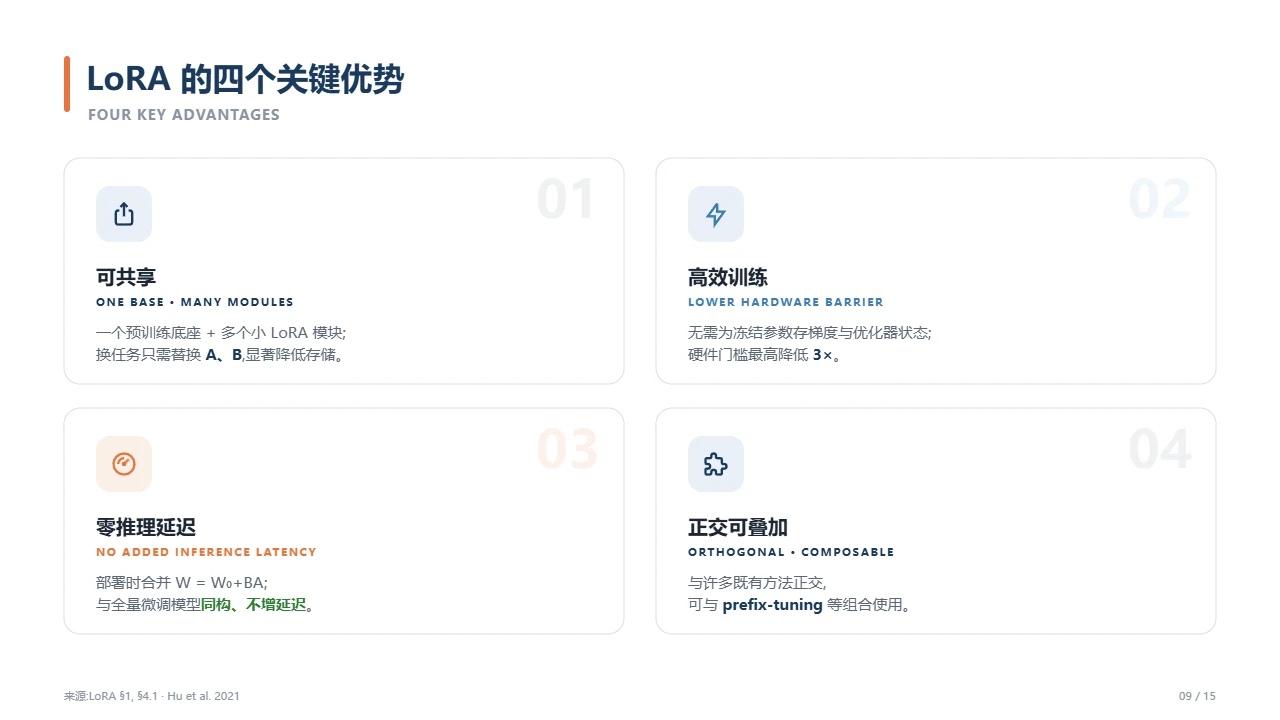 LoRA 的四个关键优势
FOUR KEY ADVANTAGES
01
可共享
ONE BASE • MANY MODULES
一个预训练底座 + 多个小 LoRA 模块;
换任务只需替换 A、B,显著降低存储。
02
高效训练
LOWER HARDWARE BARRIER
无需为冻结参数存梯度与优化器状态;
硬件门槛最高降低 3×。
03
零推理延迟
NO ADDED INFERENCE LATENCY
部署时合并 W = W₀+BA;
与全量微调模型同构、不增延迟。
04
正交可叠加
ORTHOGONAL • COMPOSABLE
与许多既有方法正交,
可与 prefix-tuning 等组合使用。
来源:LoRA §1, §4.1 · Hu et al. 2021
09 / 15